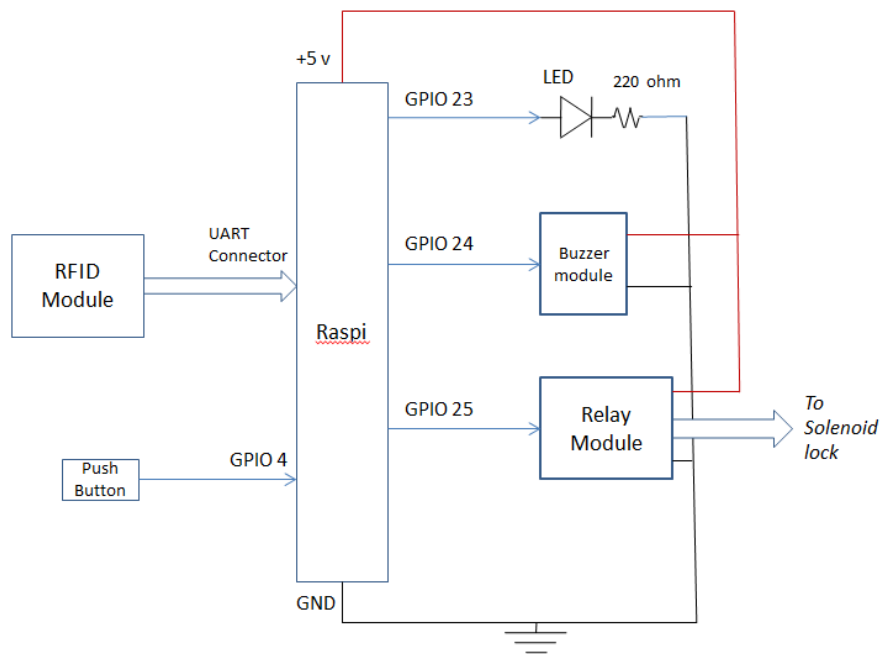 +5 v
LED
220 ohm
GPIO 23
UART
Connector
GPIO 24
Buzzer
module
RFID
Module
Raspi
GPIO 25
Relay
Module
To
Solenoid
lock
GPIO 4
Push
Button
GND